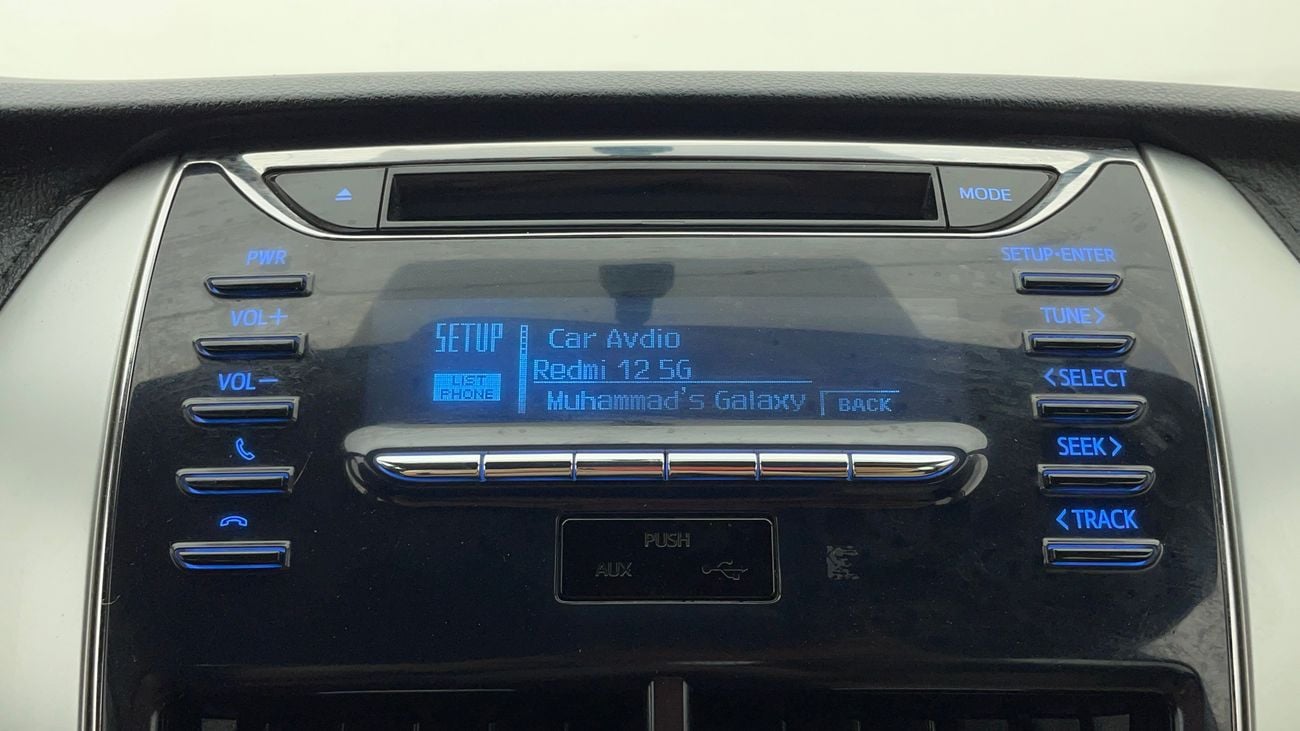 MODE
PWR
SETUP•ENTER
VOL+
TUNE>
VOL-
<SELECT
SEEK>
<TRACK
SETUP
LIST
PHONE
Car Avdio
Redmi 12 5G
Muhammad's Galaxy
BACK
PUSH
AUX